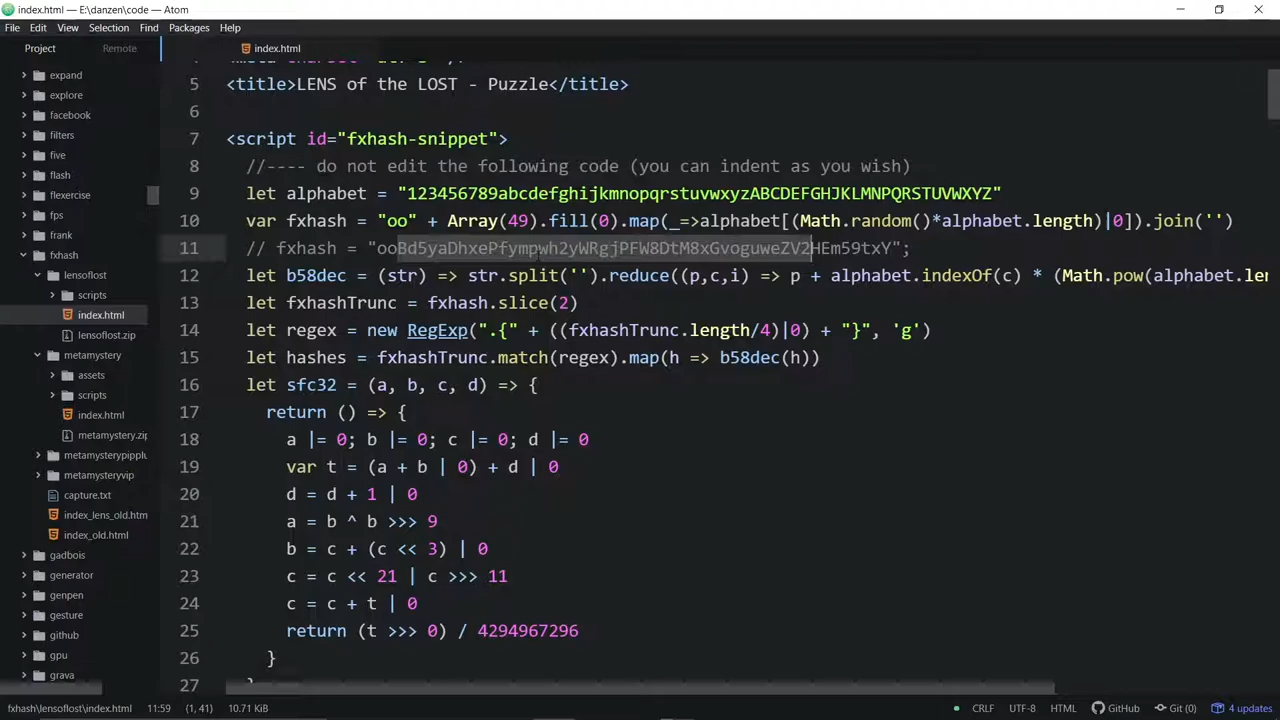 index.html — E:\danzen\code — Atom
File Edit View Selection Find Packages Help
Project Remote
index.html
expand
explore
facebook
filters
five
flash
flexercise
fps
frank
fxhash
lensoflost
scripts
index.html
lensoflost.zip
metamystery
assets
scripts
index.html
metamystery.zip
metamysterypipplu
metamysteryvip
capture.txt
index_lens_old.htm
index_old.html
gadbois
generator
genpen
gesture
github
gpu
grava
5 <title>LENS of the LOST - Puzzle</title>
6
7 <script id="fxhash-snippet">
8 //---- do not edit the following code (you can indent as you wish)
9 let alphabet = "123456789abcdefghijkmnopqrstuvwxyzABCDEFGHJKLMNPQRSTUVWXYZ"
10 var fxhash = "oo" + Array(49).fill(0).map(_=>alphabet[(Math.random()*alphabet.length)|0]).join('')
11 // fxhash = "ooBd5yaDhxePfympwh2yWRgjPFW8DtM8xGvoguweZV2HEm59txY";
12 let b58dec = (str) => str.split('').reduce((p,c,i) => p + alphabet.indexOf(c) * (Math.pow(alphabet.len
13 let fxhashTrunc = fxhash.slice(2)
14 let regex = new RegExp(".{" + ((fxhashTrunc.length/4)|0) + "}", 'g')
15 let hashes = fxhashTrunc.match(regex).map(h => b58dec(h))
16 let sfc32 = (a, b, c, d) => {
17 return () => {
18 a |= 0; b |= 0; c |= 0; d |= 0
19 var t = (a + b | 0) + d | 0
20 d = d + 1 | 0
21 a = b ^ b >>> 9
22 b = c + (c << 3) | 0
23 c = c << 21 | c >>> 11
24 c = c + t | 0
25 return (t >>> 0) / 4294967296
26 }
27
fxhash\lensoflost\index.html 11:59 (1, 41) 10.71 KiB CRLF UTF-8 HTML GitHub Git (0) 4 updates